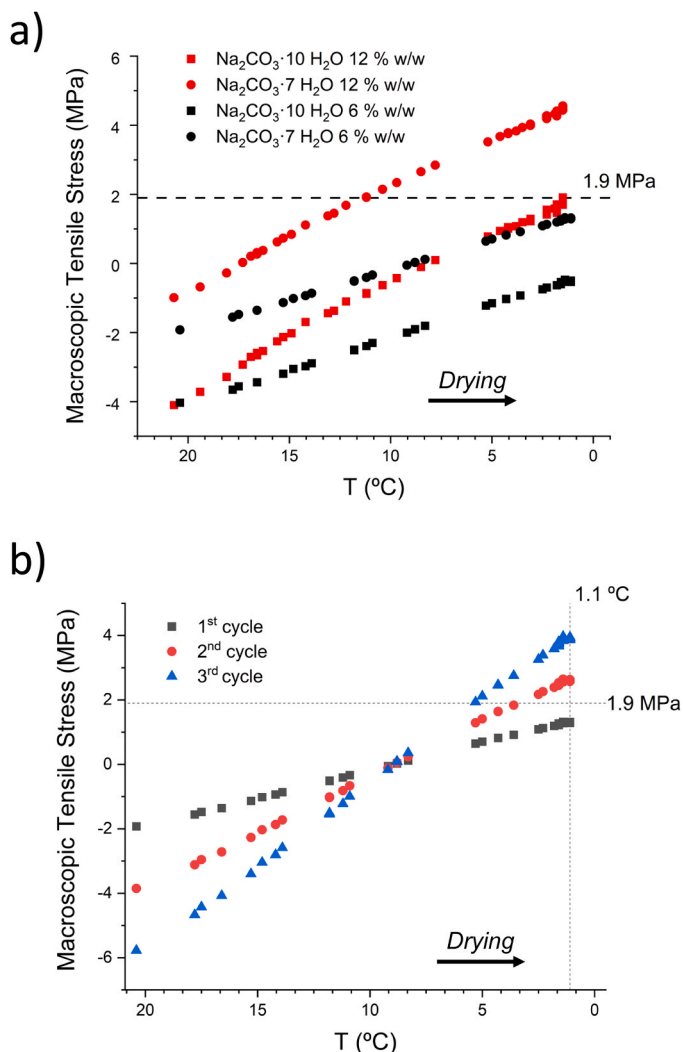 a)
Na₂CO₃·10 H₂O 12 % w/w
Na₂CO₃·7 H₂O 12 % w/w
Na₂CO₃·10 H₂O 6 % w/w
Na₂CO₃·7 H₂O 6 % w/w
1.9 MPa
Macroscopic Tensile Stress (MPa)
6
4
2
0
-2
-4
Drying
20 15 10 5 0
T (ºC)
b)
1.1 ºC
1st cycle
2nd cycle
3rd cycle
1.9 MPa
Macroscopic Tensile Stress (MPa)
4
2
0
-2
-4
-6
Drying
20 15 10 5 0
T (ºC)